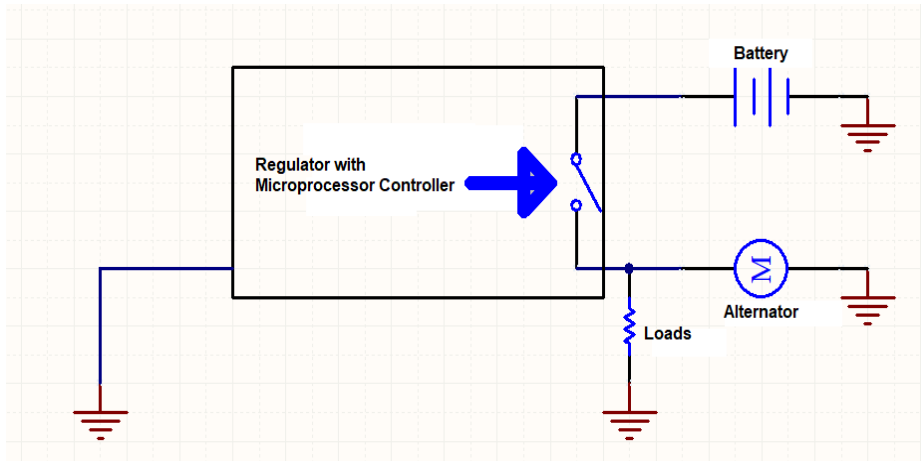 Battery
Regulator with
Microprocessor Controller
M
Alternator
Loads